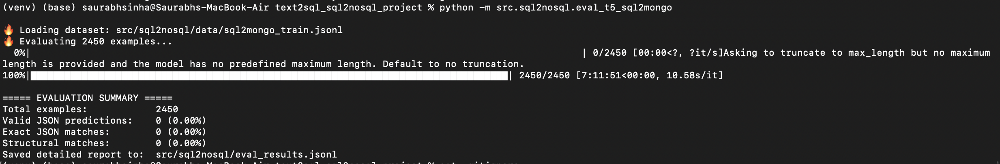 (venv) (base) saurabhsinha@Saurabhs-MacBook-Air text2sql_sql2nosql_project % python -m src.sql2nosql.eval_t5_sql2mongo
🔥 Loading dataset: src/sql2nosql/data/sql2mongo_train.jsonl
🔥 Evaluating 2450 examples...
0%| | 0/2450 [00:00<?, ?it/s]Asking to truncate to max_length but no maximum
length is provided and the model has no predefined maximum length. Default to no truncation.
100%|█████████████████████████████████████████████████████| 2450/2450 [7:11:51<00:00, 10.58s/it]
===== EVALUATION SUMMARY =====
Total examples: 2450
Valid JSON predictions: 0 (0.00%)
Exact JSON matches: 0 (0.00%)
Structural matches: 0 (0.00%)
Saved detailed report to: src/sql2nosql/eval_results.jsonl